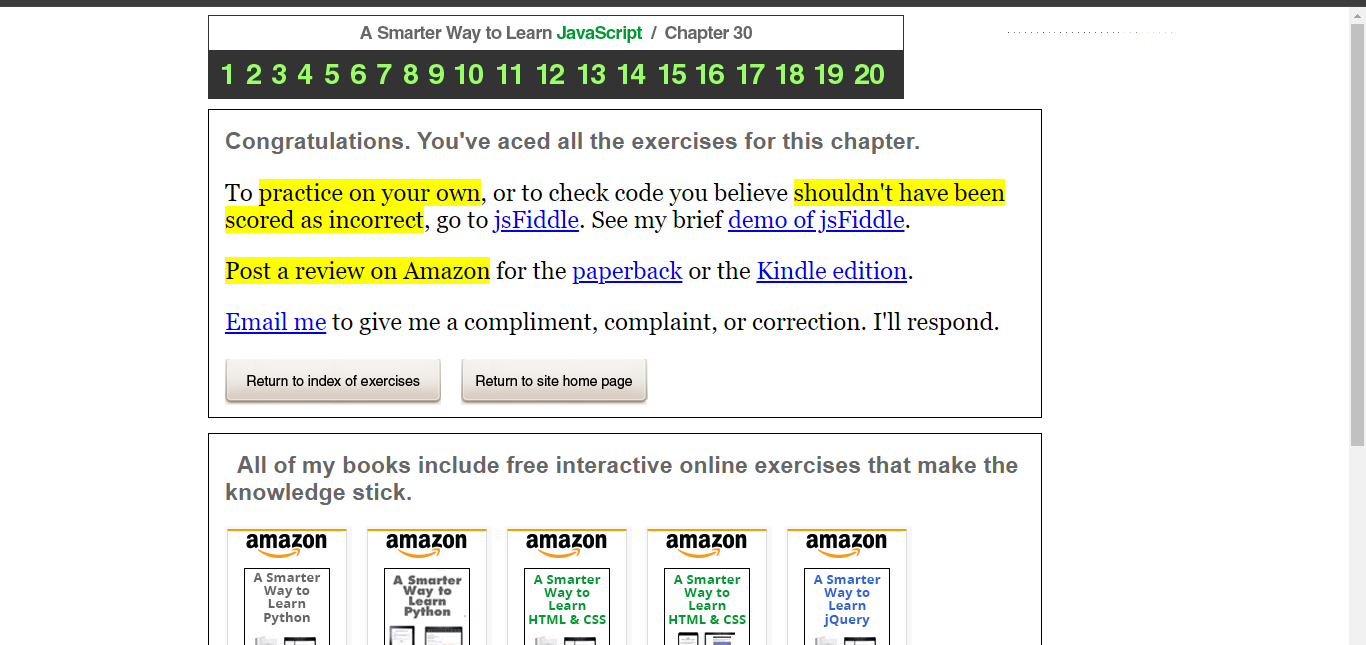 A Smarter Way to Learn JavaScript / Chapter 30
1 2 3 4 5 6 7 8 9 10 11 12 13 14 15 16 17 18 19 20
Congratulations. You've aced all the exercises for this chapter.
To practice on your own, or to check code you believe shouldn't have been
scored as incorrect, go to jsFiddle. See my brief demo of jsFiddle.
Post a review on Amazon for the paperback or the Kindle edition.
Email me to give me a compliment, complaint, or correction. I'll respond.
Return to index of exercises Return to site home page
All of my books include free interactive online exercises that make the
knowledge stick.
amazon amazon amazon amazon amazon
A Smarter A Smarter A Smarter A Smarter A Smarter
Way to Way to Way to Way to Way to
Learn Learn Learn Learn Learn
Python Python HTML & CSS HTML & CSS jQuery